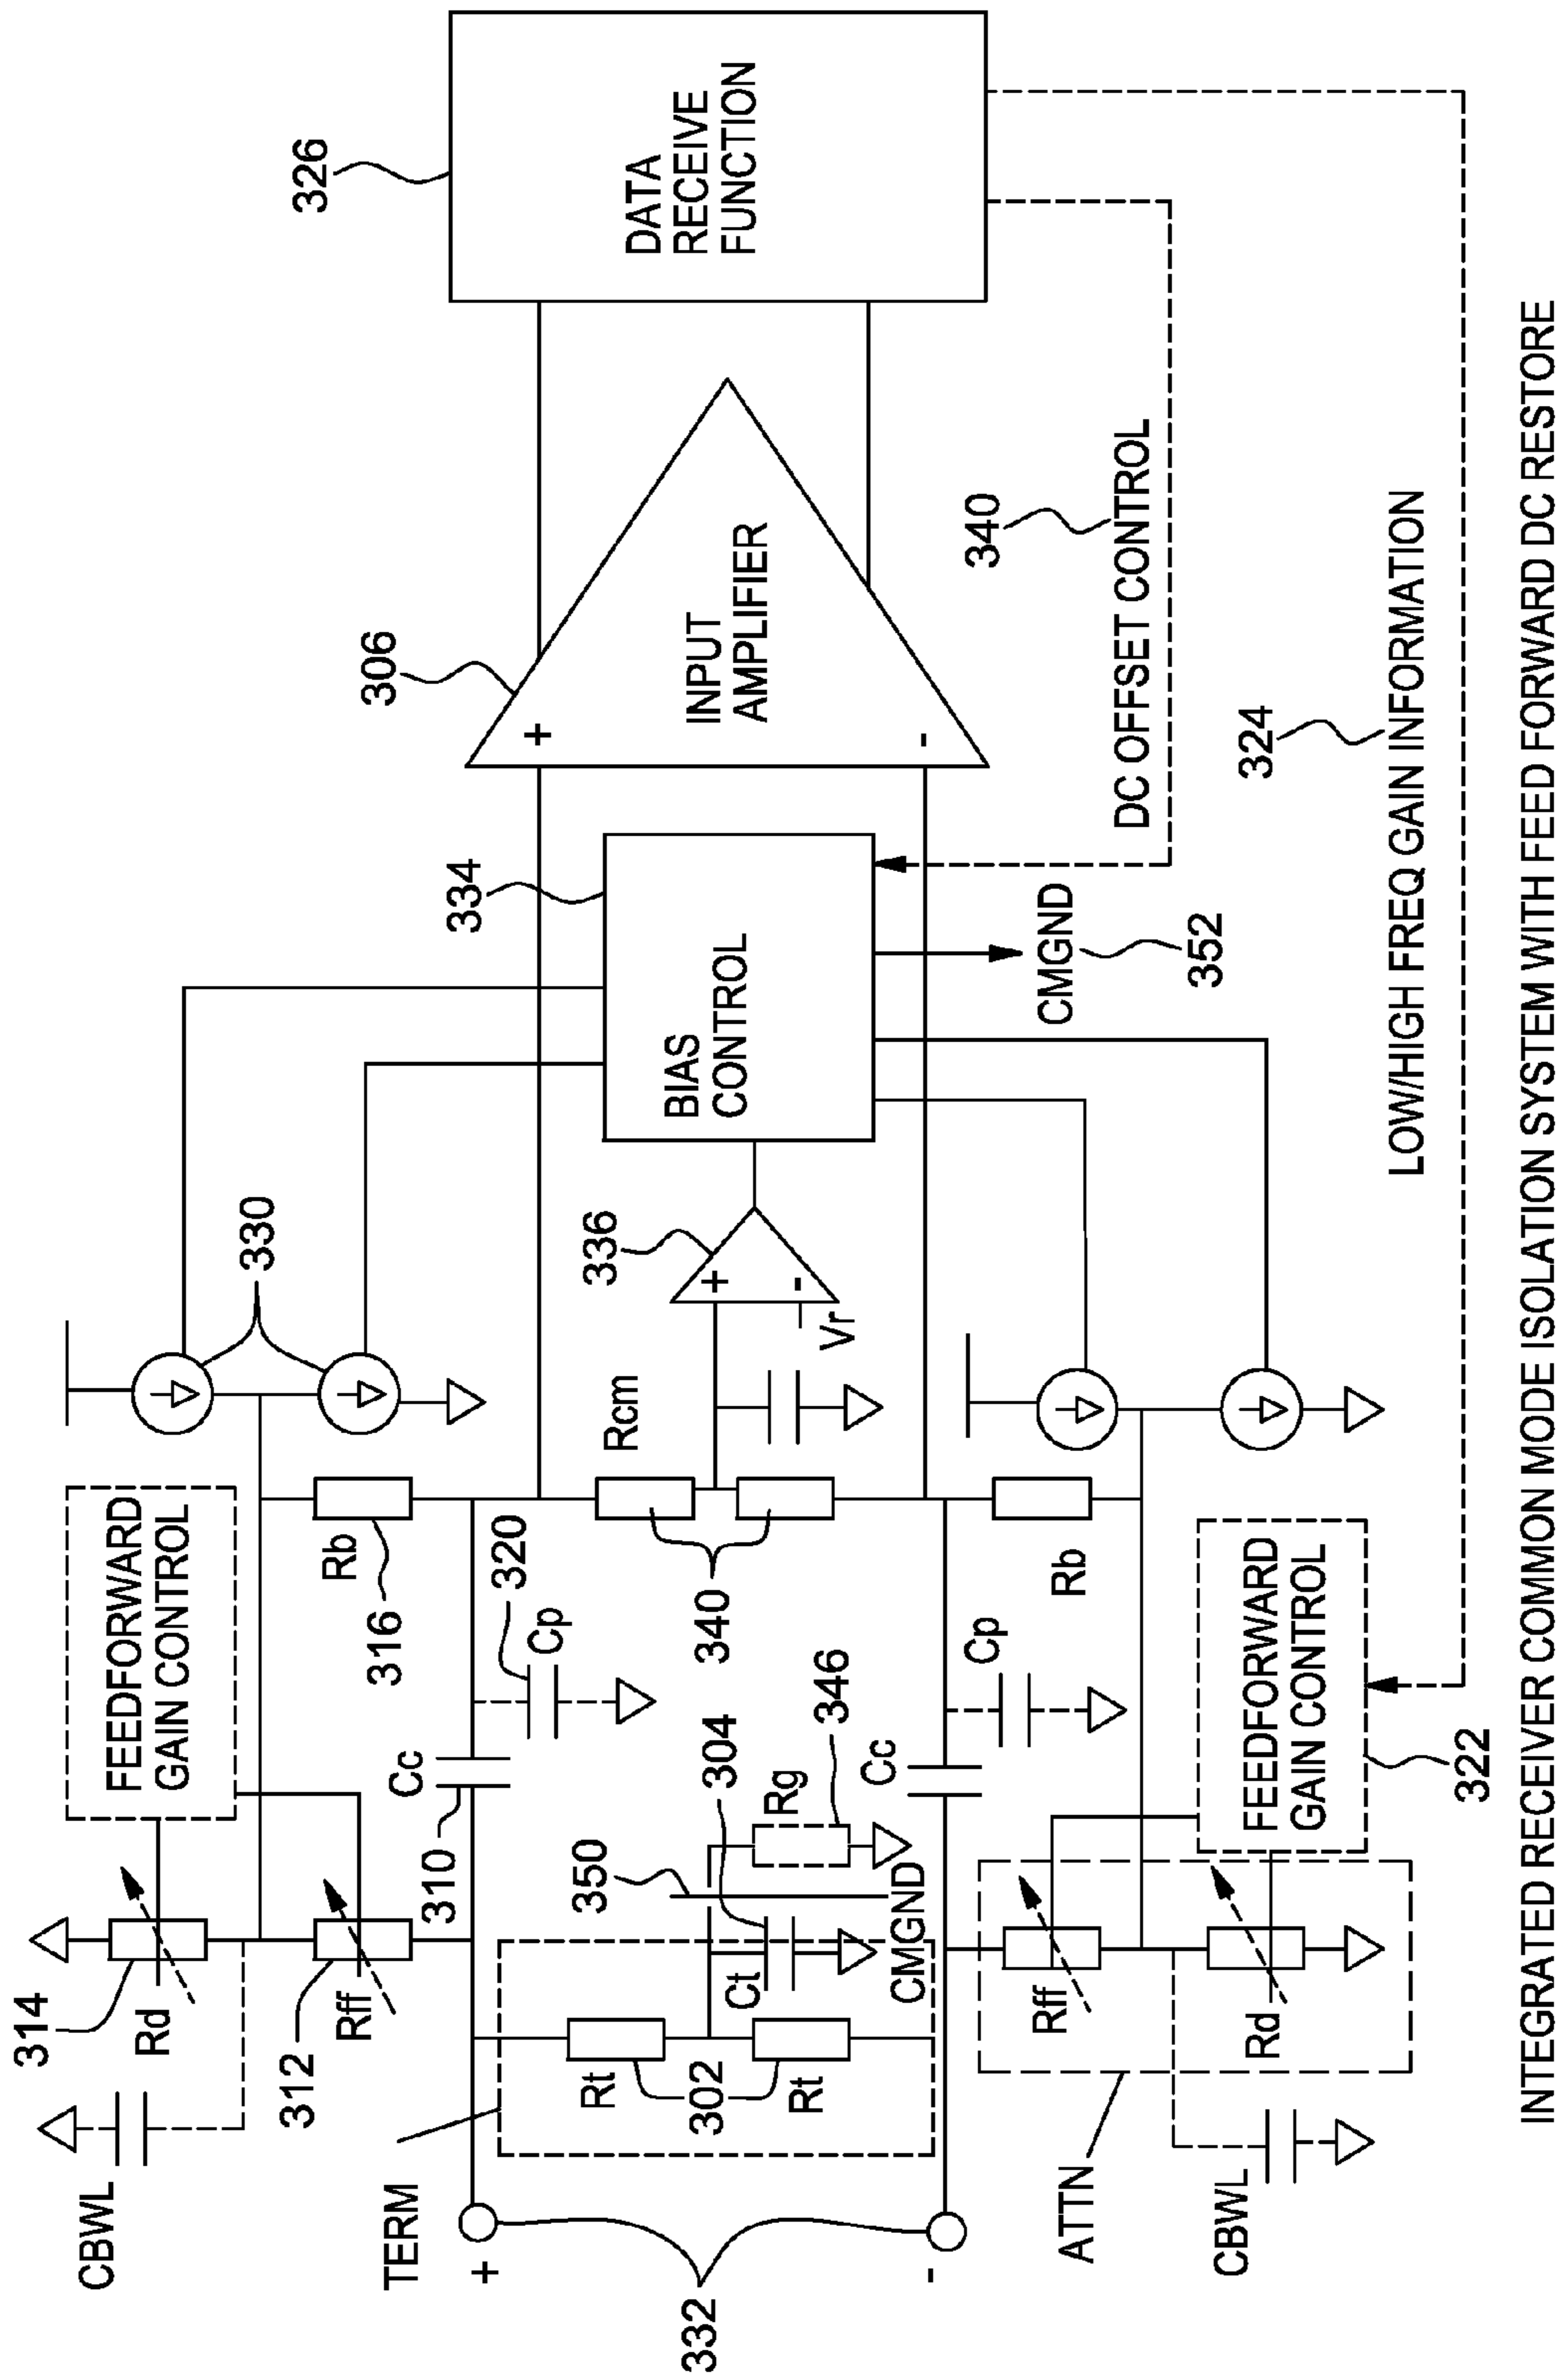 326
DATA
RECEIVE
FUNCTION
306
+
-
INPUT
AMPLIFIER
340
DC OFFSET CONTROL
324
LOW/HIGH FREQ GAIN INFORMATION
334
BIAS
CONTROL
CMGND
352
330
336
+
-
Vr
Rcm
340
FEEDFORWARD
GAIN CONTROL
Rb
316
320
Cp
Cc
310
304
Rg
346
350
Ct
CMGND
Cp
Cc
Rb
FEEDFORWARD
GAIN CONTROL
322
314
Rd
312
Rff
CBWL
TERM
Rt
302
Rt
+
-
332
Rff
Rd
ATTN
CBWL
INTEGRATED RECEIVER COMMON MODE ISOLATION SYSTEM WITH FEED FORWARD DC RESTORE